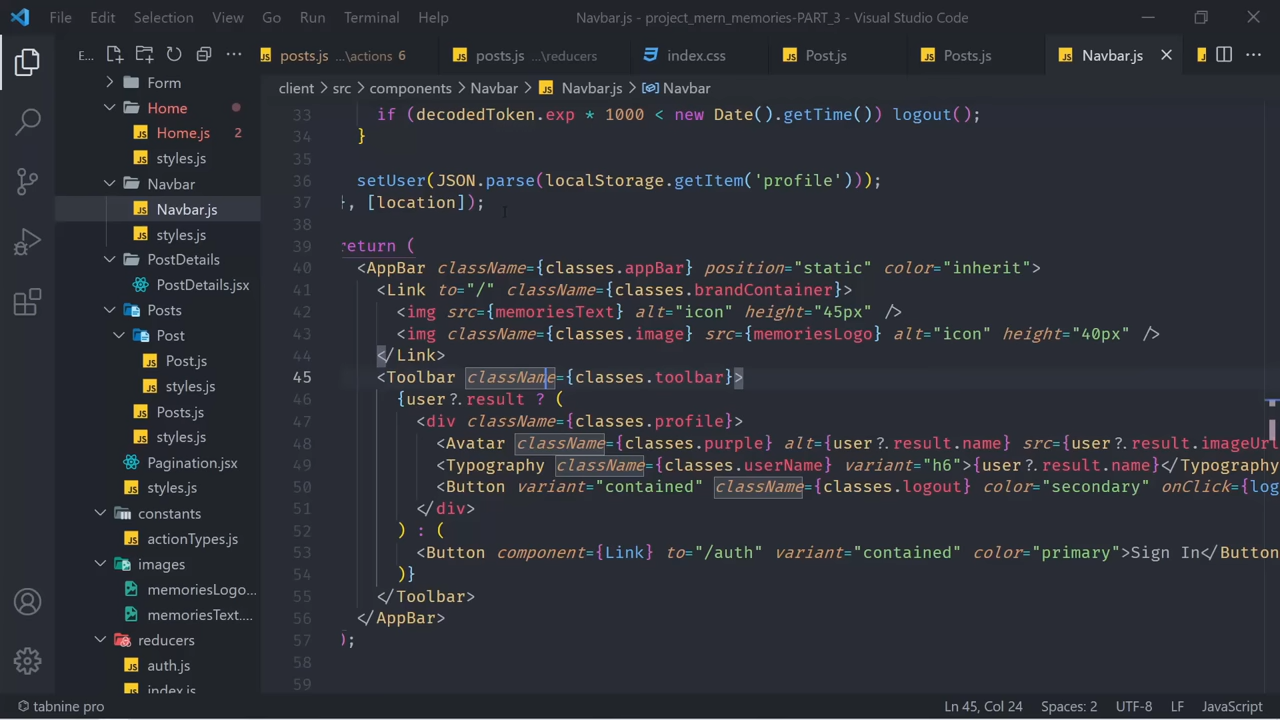 File Edit Selection View Go Run Terminal Help Navbar.js - project_mern_memories-PART_3 - Visual Studio Code
E... posts.js ...\actions 6 posts.js ...\reducers index.css Post.js Posts.js Navbar.js
client > src > components > Navbar > Navbar.js > Navbar
Form
Home
Home.js 2
styles.js
Navbar
Navbar.js
styles.js
PostDetails
PostDetails.jsx
Posts
Post
Post.js
styles.js
Posts.js
styles.js
Pagination.jsx
styles.js
constants
actionTypes.js
images
memoriesLogo...
memoriesText....
reducers
auth.js
index.js
33 if (decodedToken.exp * 1000 < new Date().getTime()) logout();
34 }
35
36 setUser(JSON.parse(localStorage.getItem('profile')));
37 }, [location]);
38
39 return (
40 <AppBar className={classes.appBar} position="static" color="inherit">
41 <Link to="/" className={classes.brandContainer}>
42 <img src={memoriesText} alt="icon" height="45px" />
43 <img className={classes.image} src={memoriesLogo} alt="icon" height="40px" />
44 </Link>
45 <Toolbar className={classes.toolbar}>
46 {user?.result ? (
47 <div className={classes.profile}>
48 <Avatar className={classes.purple} alt={user?.result.name} src={user?.result.imageUrl
49 <Typography className={classes.userName} variant="h6">{user?.result.name}</Typography
50 <Button variant="contained" className={classes.logout} color="secondary" onClick={log
51 </div>
52 ) : (
53 <Button component={Link} to="/auth" variant="contained" color="primary">Sign In</Button
54 )}
55 </Toolbar>
56 </AppBar>
57 );
58
59
tabnine pro Ln 45, Col 24 Spaces: 2 UTF-8 LF JavaScript